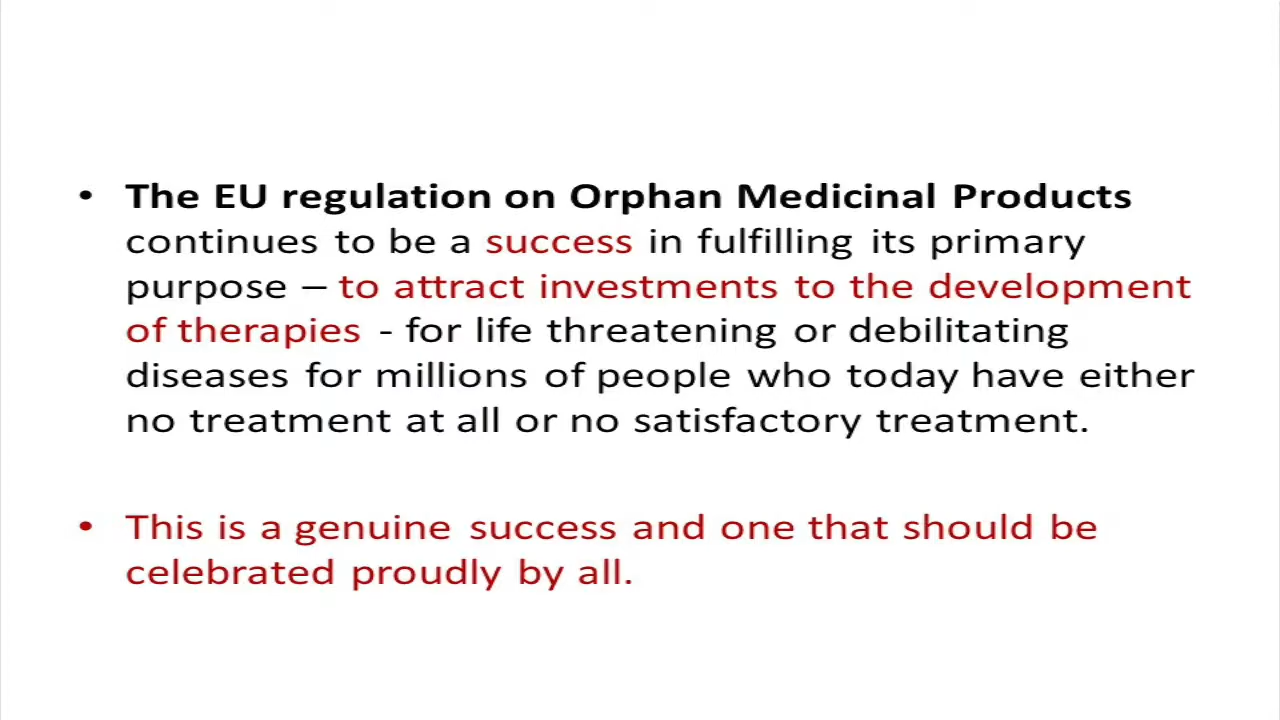 • The EU regulation on Orphan Medicinal Products
continues to be a success in fulfilling its primary
purpose – to attract investments to the development
of therapies - for life threatening or debilitating
diseases for millions of people who today have either
no treatment at all or no satisfactory treatment.
• This is a genuine success and one that should be
celebrated proudly by all.